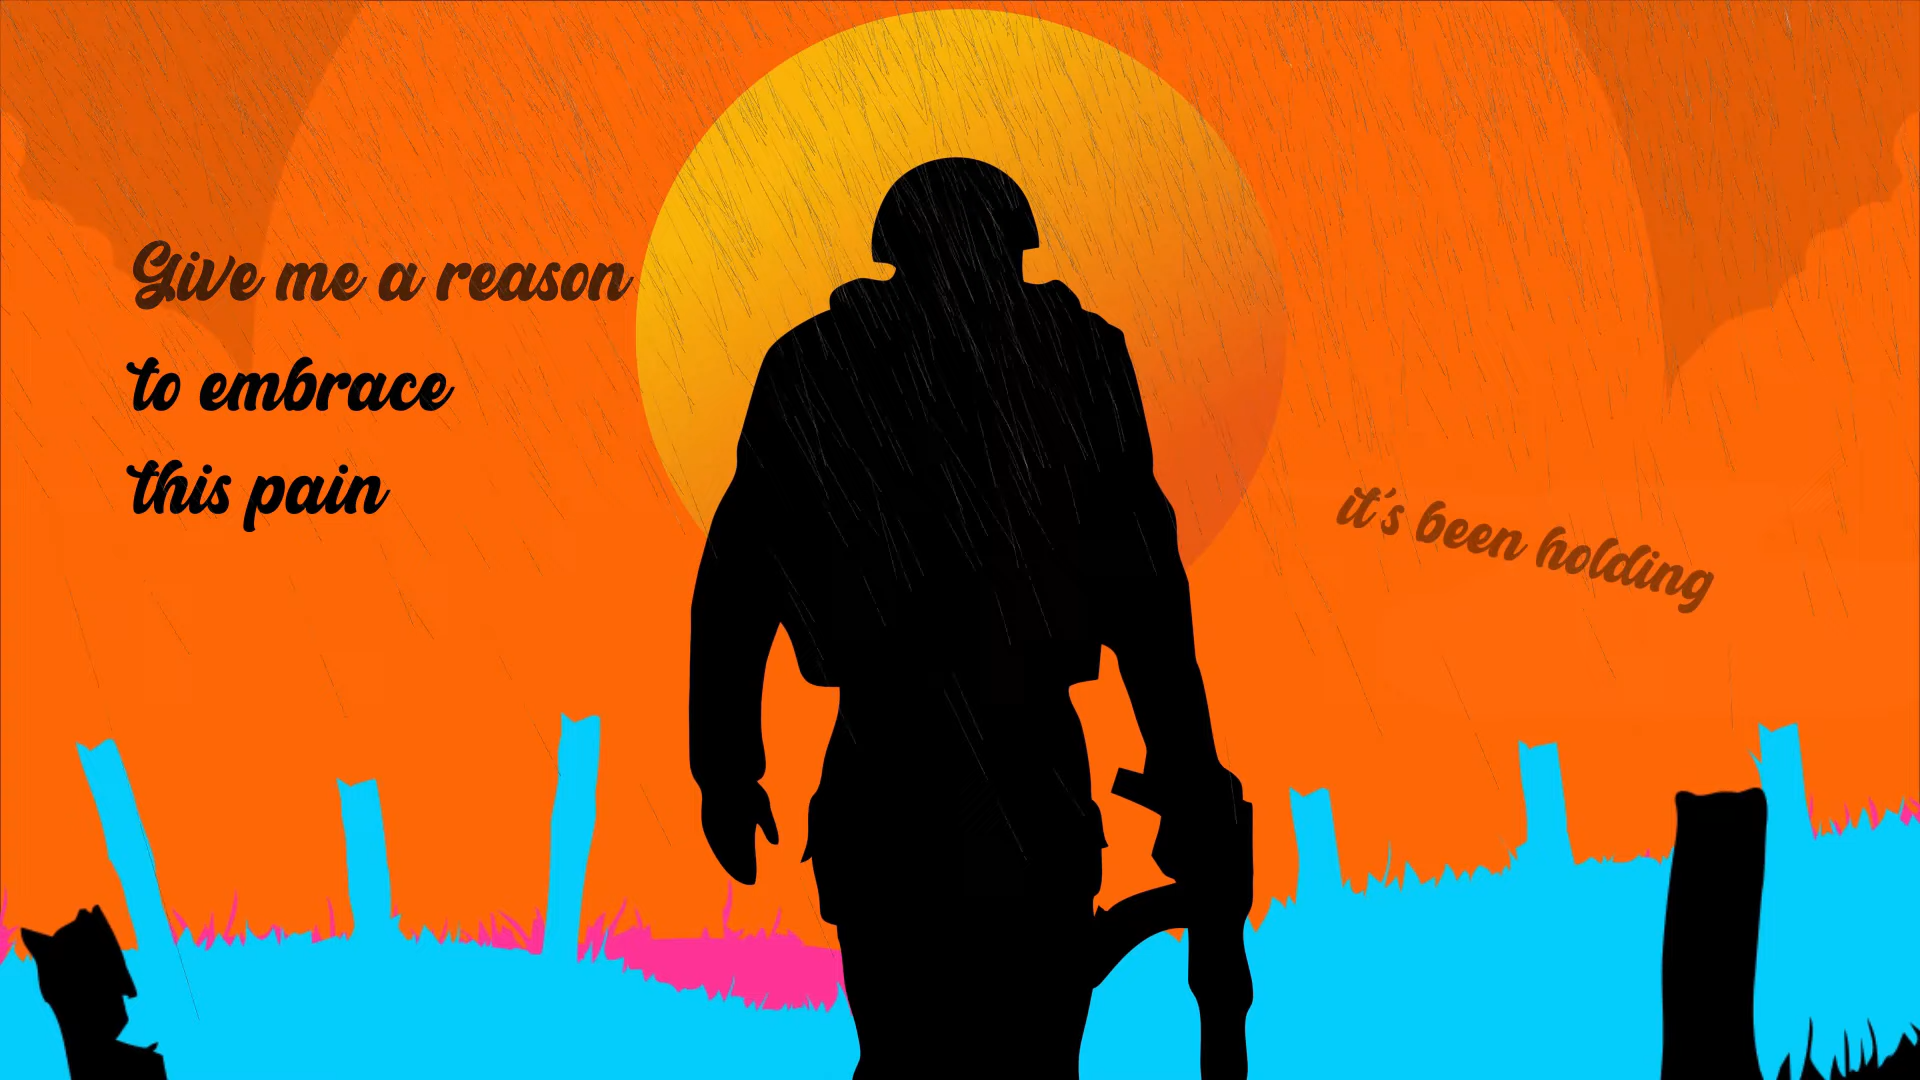 Give me a reason
to embrace
this pain
it's been holding